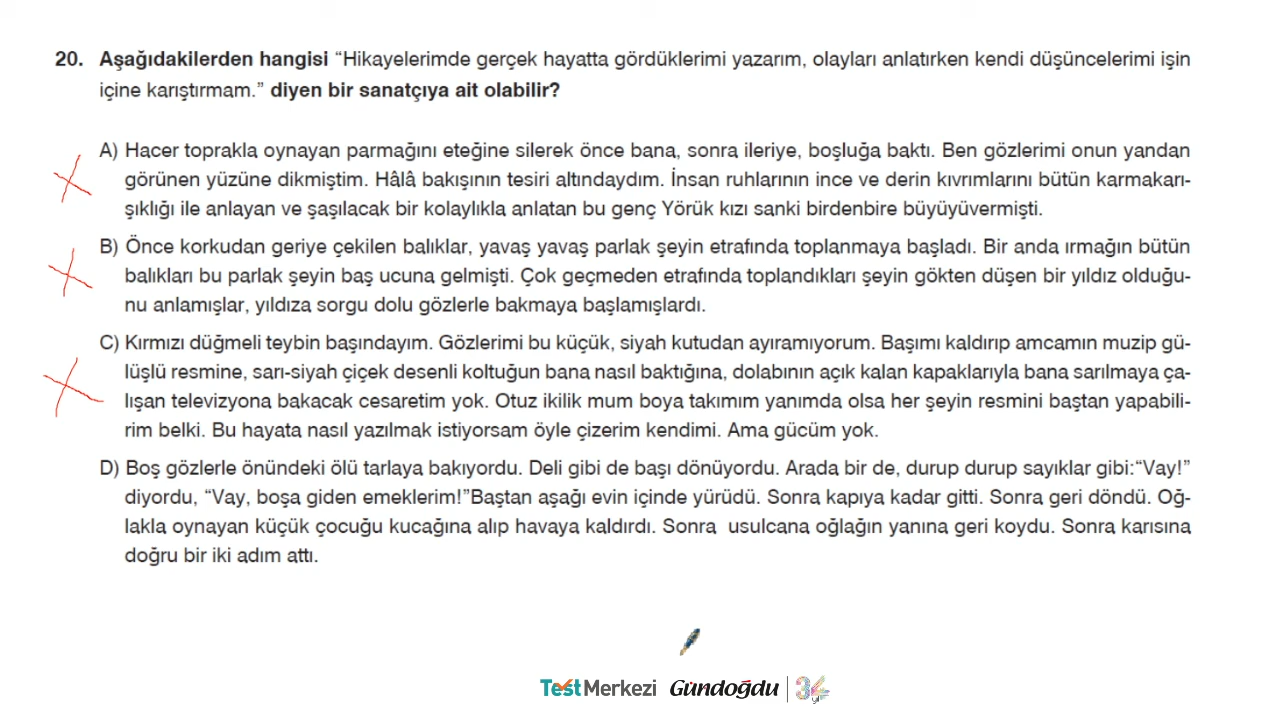 20. Aşağıdakilerden hangisi “Hikayelerimde gerçek hayatta gördüklerimi yazarım, olayları anlatırken kendi düşüncelerimi işin
içine karıştırmam.” diyen bir sanatçıya ait olabilir?
A) Hacer toprakla oynayan parmağını eteğine silerek önce bana, sonra ileriye, boşluğa baktı. Ben gözlerimi onun yandan
görünen yüzüne dikmiştim. Hâlâ bakışının tesiri altındaydım. İnsan ruhlarının ince ve derin kıvrımlarını bütün karmakarı-
şıklığı ile anlayan ve şaşılacak bir kolaylıkla anlatan bu genç Yörük kızı sanki birdenbire büyüyüvermişti.
B) Önce korkudan geriye çekilen balıklar, yavaş yavaş parlak şeyin etrafında toplanmaya başladı. Bir anda ırmağın bütün
balıkları bu parlak şeyin baş ucuna gelmişti. Çok geçmeden etrafında toplandıkları şeyin gökten düşen bir yıldız olduğu-
nu anlamışlar, yıldıza sorgu dolu gözlerle bakmaya başlamışlardı.
C) Kırmızı düğmeli teybin başındayım. Gözlerimi bu küçük, siyah kutudan ayıramıyorum. Başımı kaldırıp amcamın muzip gü-
lüşlü resmine, sarı-siyah çiçek desenli koltuğun bana nasıl baktığına, dolabının açık kalan kapaklarıyla bana sarılmaya ça-
lışan televizyona bakacak cesaretim yok. Otuz ikilik mum boya takımım yanımda olsa her şeyin resmini baştan yapabili-
rim belki. Bu hayata nasıl yazılmak istiyorsam öyle çizerim kendimi. Ama gücüm yok.
D) Boş gözlerle önündeki ölü tarlaya bakıyordu. Deli gibi de başı dönüyordu. Arada bir de, durup durup sayıklar gibi:“Vay!”
diyordu, “Vay, boşa giden emeklerim!”Baştan aşağı evin içinde yürüdü. Sonra kapıya kadar gitti. Sonra geri döndü. Oğ-
lakla oynayan küçük çocuğu kucağına alıp havaya kaldırdı. Sonra usulcana oğlağın yanına geri koydu. Sonra karısına
doğru bir iki adım attı.
TestMerkezi Gündoğdu 34